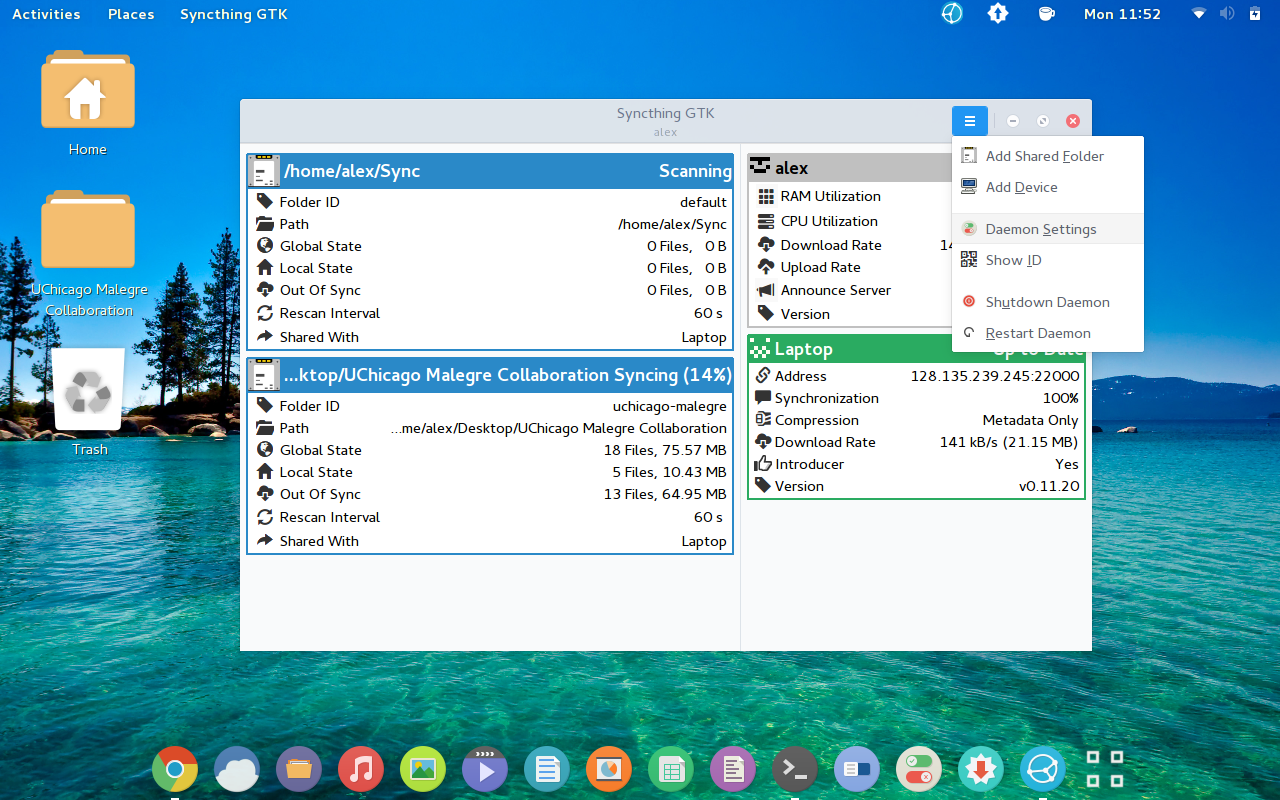 Activities Places Syncthing GTK Mon 11:52
Home
UChicago Malegre
Collaboration
Trash
Syncthing GTK
alex
/home/alex/Sync Scanning
Folder ID default
Path /home/alex/Sync
Global State 0 Files, 0 B
Local State 0 Files, 0 B
Out Of Sync 0 Files, 0 B
Rescan Interval 60 s
Shared With Laptop
...ktop/UChicago Malegre Collaboration Syncing (14%)
Folder ID uchicago-malegre
Path ...me/alex/Desktop/UChicago Malegre Collaboration
Global State 18 Files, 75.57 MB
Local State 5 Files, 10.43 MB
Out Of Sync 13 Files, 64.95 MB
Rescan Interval 60 s
Shared With Laptop
alex
RAM Utilization
CPU Utilization
Download Rate 14
Upload Rate
Announce Server
Version
Laptop Up to Date
Address 128.135.239.245:22000
Synchronization 100%
Compression Metadata Only
Download Rate 141 kB/s (21.15 MB)
Introducer Yes
Version v0.11.20
Add Shared Folder
Add Device
Daemon Settings
Show ID
Shutdown Daemon
Restart Daemon